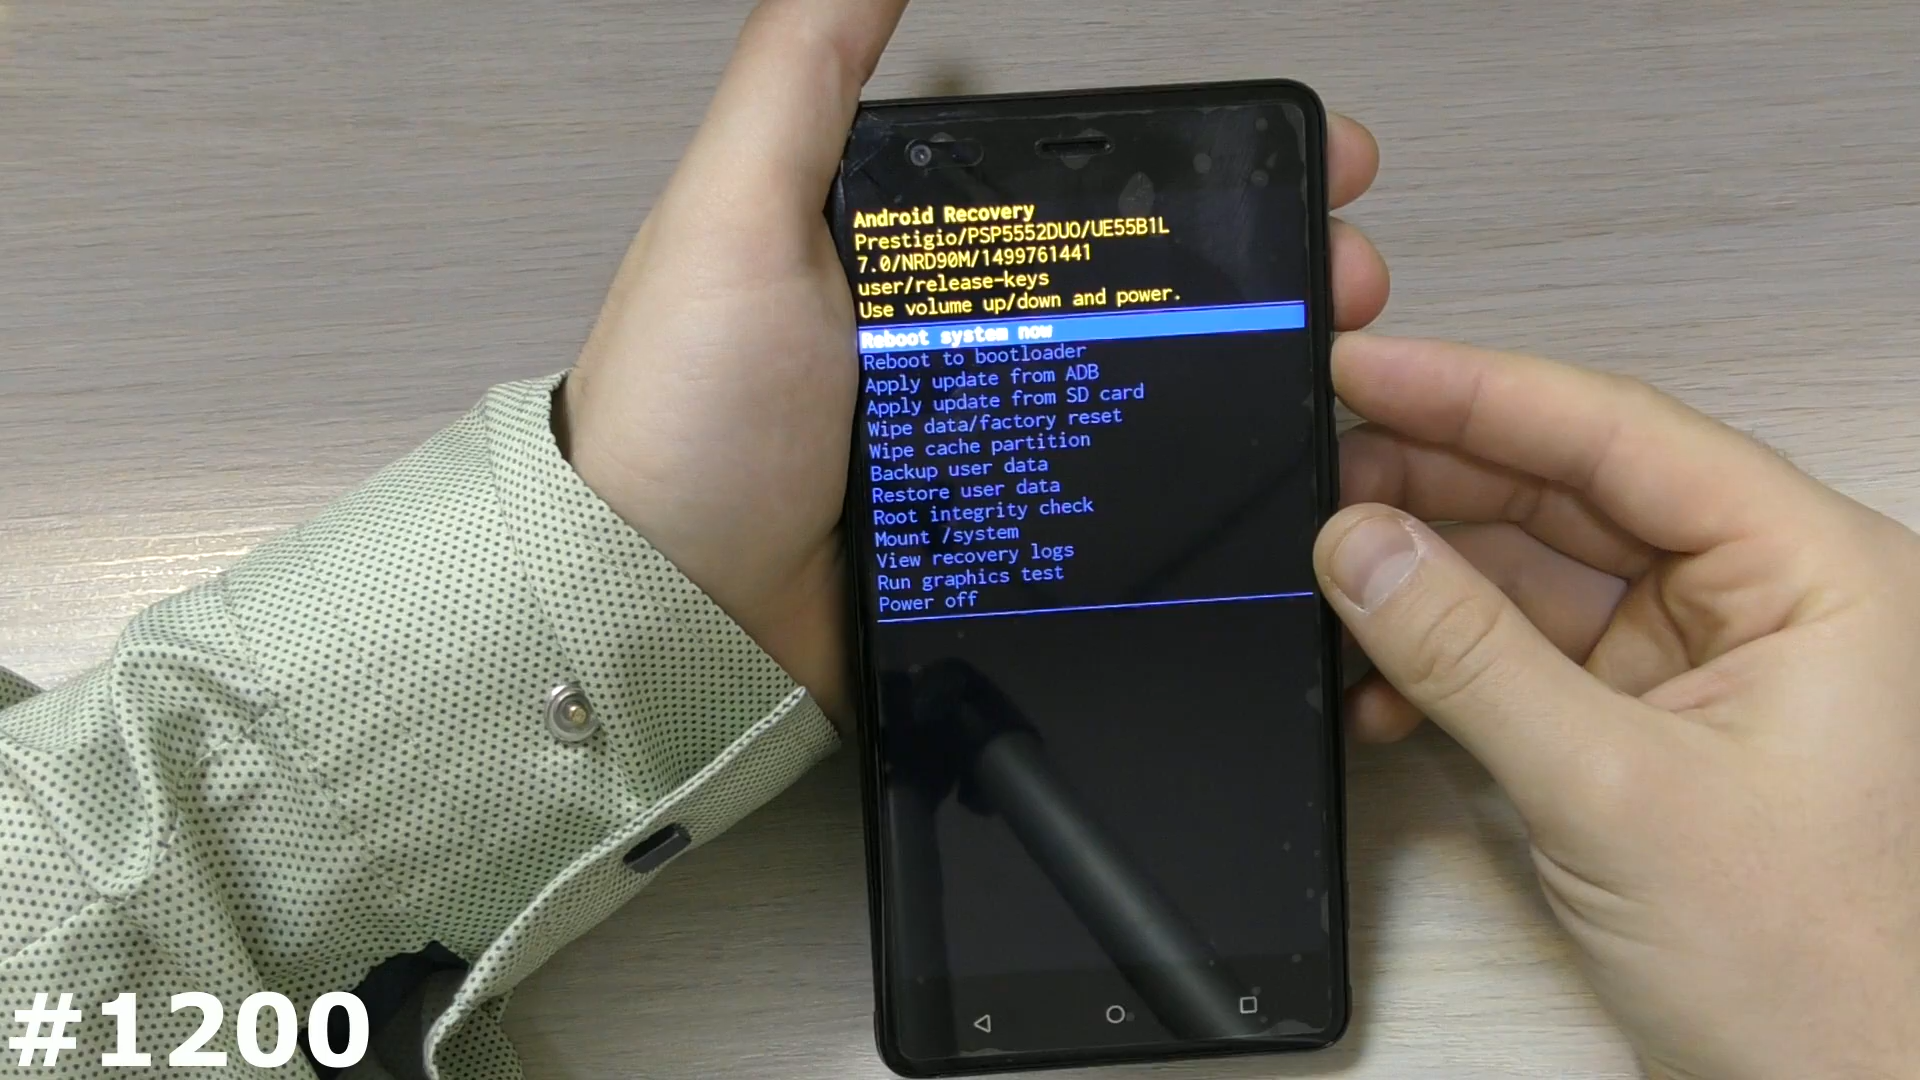 Android Recovery
Prestigio/PSP5552DUO/UE55B1L
7.0/NRD90M/1499761441
user/release-keys
Use volume up/down and power.
Reboot system now
Reboot to bootloader
Apply update from ADB
Apply update from SD card
Wipe data/factory reset
Wipe cache partition
Backup user data
Restore user data
Root integrity check
Mount /system
View recovery logs
Run graphics test
Power off
#1200